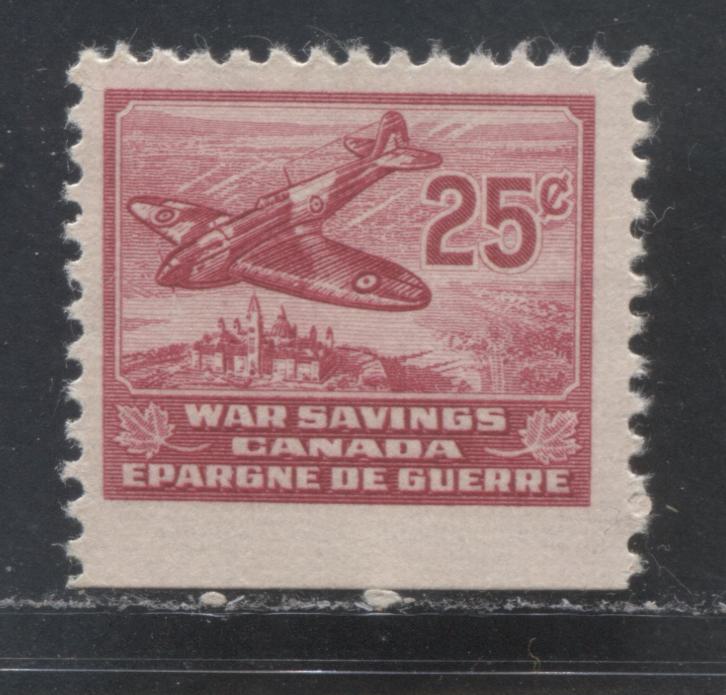 25¢
WAR SAVINGS
CANADA
EPARGNE DE GUERRE